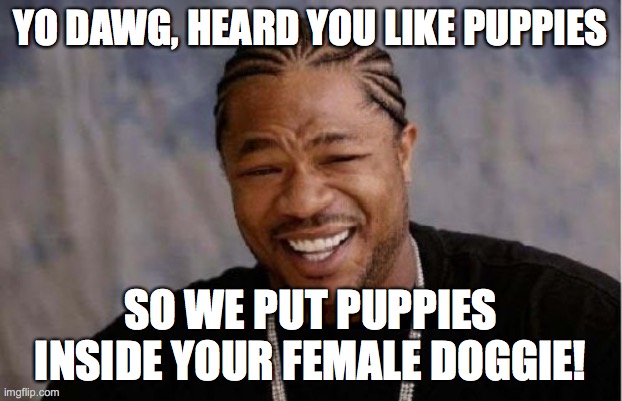 YO DAWG, HEARD YOU LIKE PUPPIES
SO WE PUT PUPPIES
INSIDE YOUR FEMALE DOGGIE!
imgflip.com